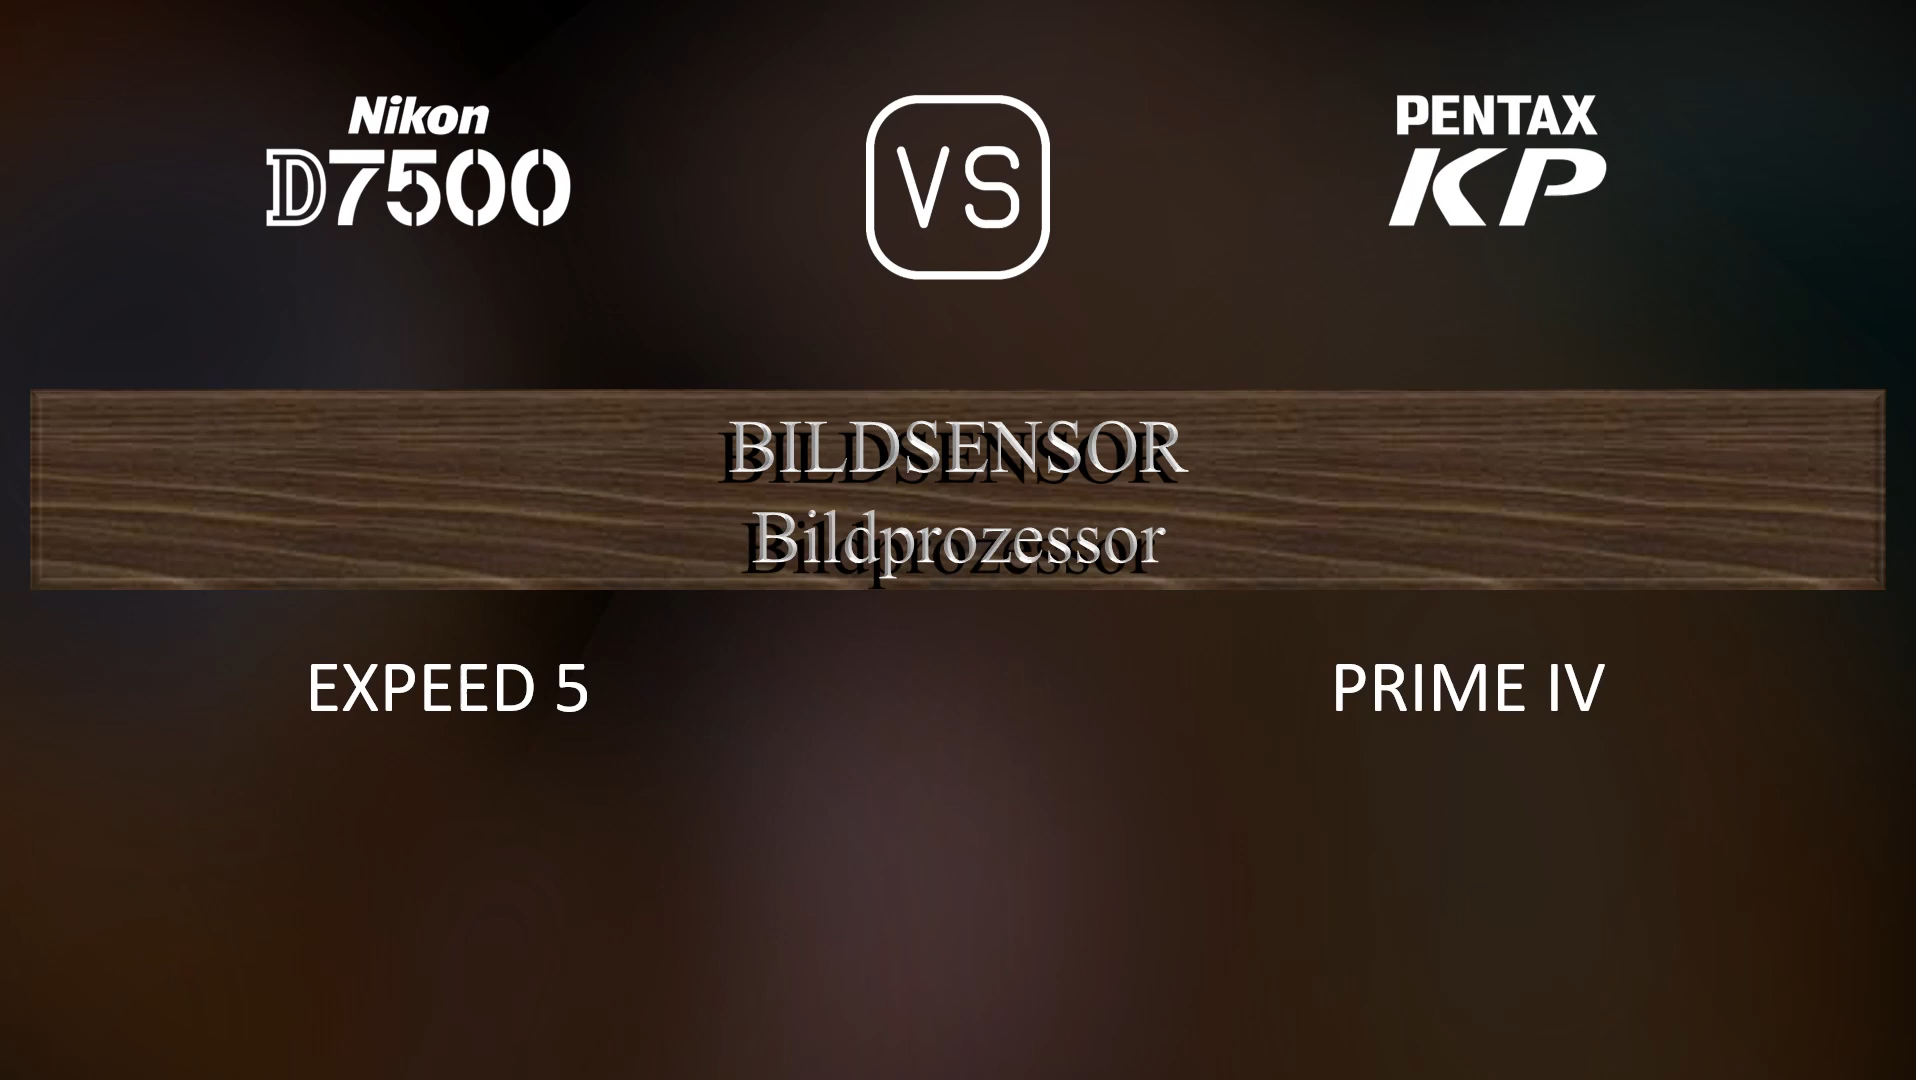 Nikon
D7500
VS
PENTAX
KP
BILDSENSOR
Bildprozessor
EXPEED 5
PRIME IV